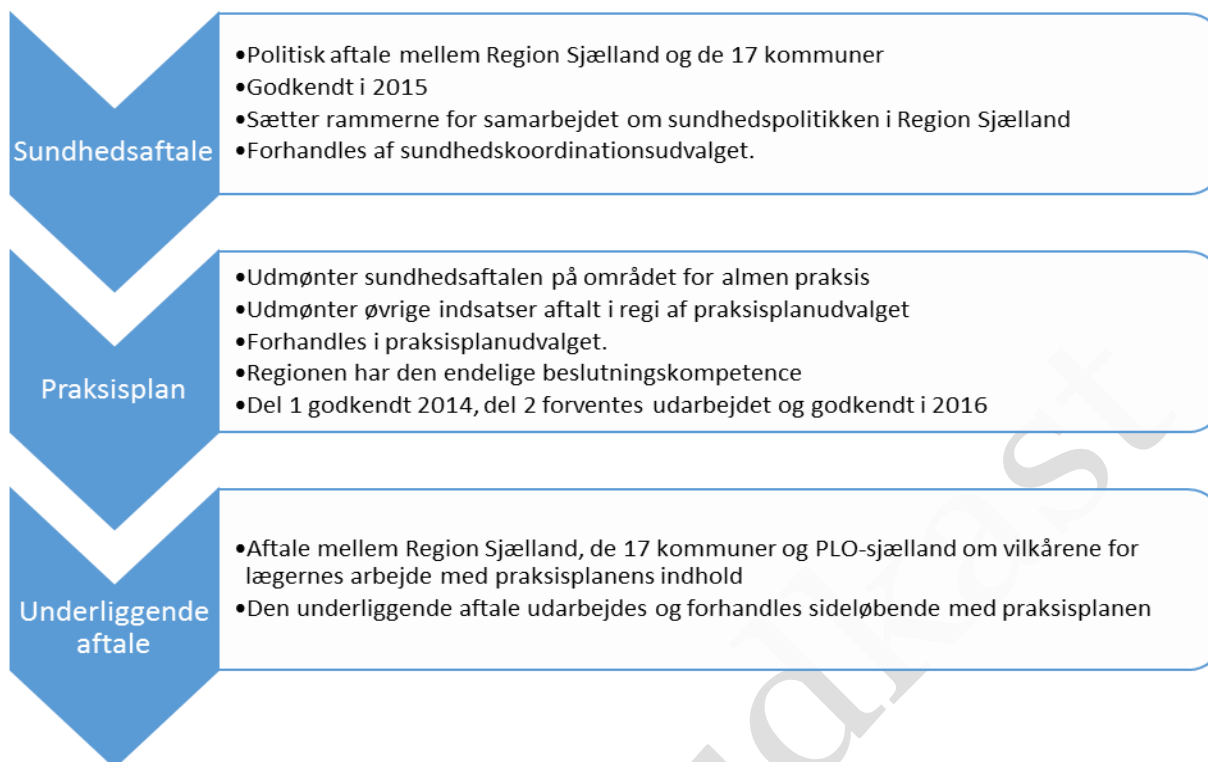 Sundhedsaftale
•Politisk aftale mellem Region Sjælland og de 17 kommuner
•Godkendt i 2015
•Sætter rammerne for samarbejdet om sundhedspolitikken i Region Sjælland
•Forhandles af sundhedskoordinationsudvalget.
Praksisplan
•Udmønter sundhedsaftalen på området for almen praksis
•Udmønter øvrige indsatser aftalt i regi af praksisplanudvalget
•Forhandles i praksisplanudvalget.
•Regionen har den endelige beslutningskompetence
•Del 1 godkendt 2014, del 2 forventes udarbejdet og godkendt i 2016
Underliggende
aftale
•Aftale mellem Region Sjælland, de 17 kommuner og PLO-sjælland om vilkårene for
lægernes arbejde med praksisplanens indhold
•Den underliggende aftale udarbejdes og forhandles sideløbende med praksisplanen